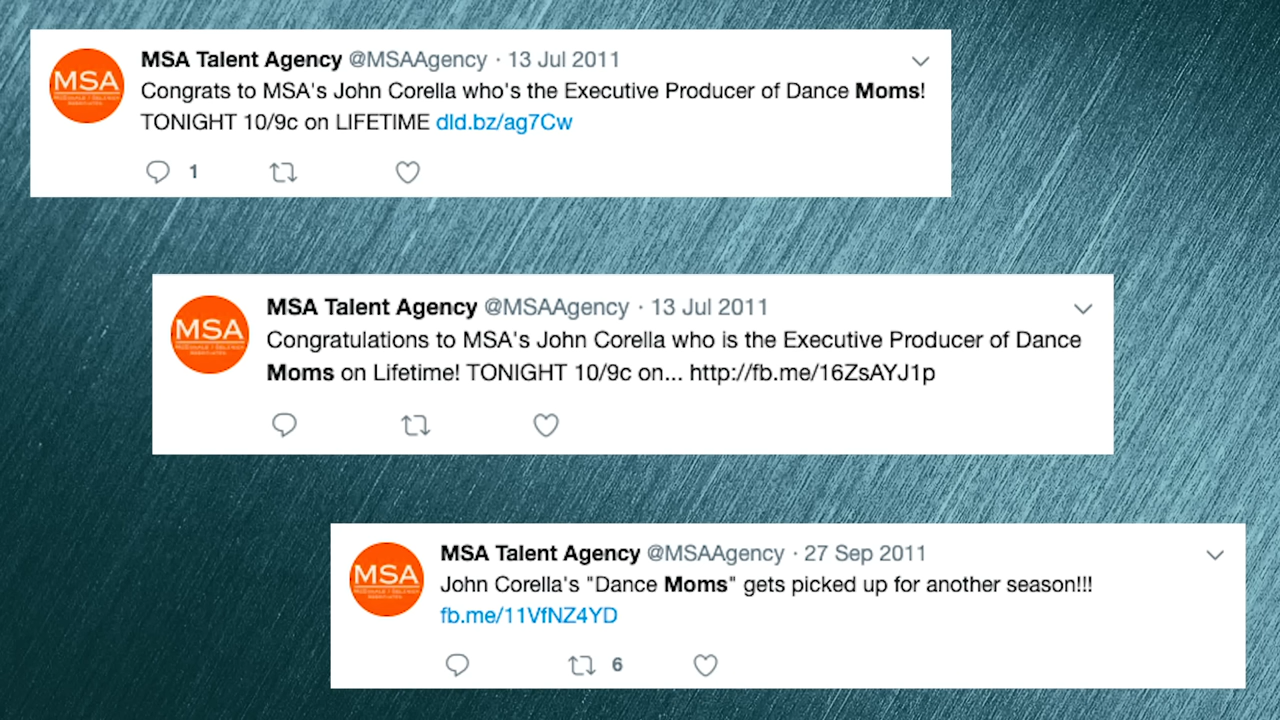 MSA Talent Agency @MSAAgency · 13 Jul 2011
MSA
Congrats to MSA's John Corella who's the Executive Producer of Dance Moms!
TONIGHT 10/9c on LIFETIME dld.bz/ag7Cw
1
MSA Talent Agency @MSAAgency · 13 Jul 2011
MSA
Congratulations to MSA's John Corella who is the Executive Producer of Dance
Moms on Lifetime! TONIGHT 10/9c on... http://fb.me/16ZsAYJ1p
MSA Talent Agency @MSAAgency · 27 Sep 2011
MSA
John Corella's "Dance Moms" gets picked up for another season!!!
fb.me/11VfNZ4YD
6